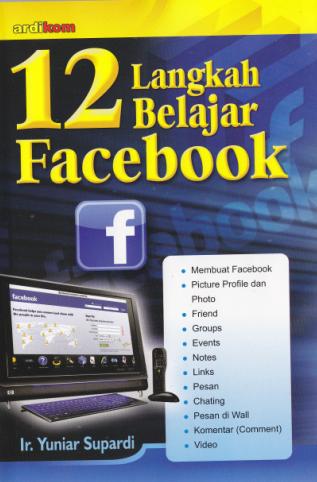 ardikom
12 Langkah
Belajar
Facebook
facebook
f
facebook
• Membuat Facebook
• Picture Profile dan
Photo
• Friend
• Groups
• Events
• Notes
• Links
• Pesan
• Chating
• Pesan di Wall
• Komentar (Comment)
• Video
Ir. Yuniar Supardi